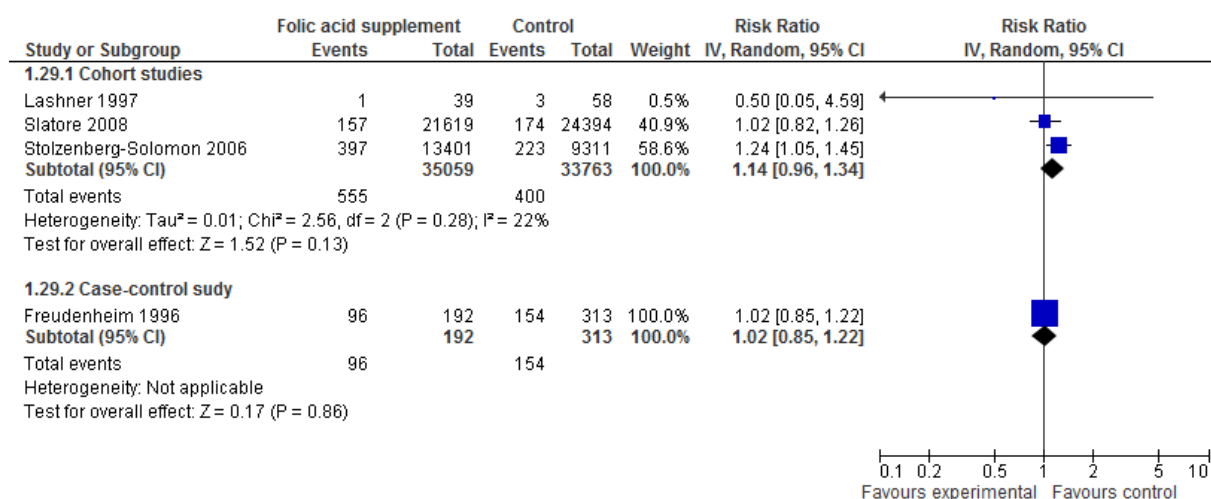 Folic acid supplement Control Risk Ratio Risk Ratio
Study or Subgroup Events Total Events Total Weight IV, Random, 95% CI IV, Random, 95% CI
1.29.1 Cohort studies
Lashner 1997 1 39 3 58 0.5% 0.50 [0.05, 4.59]
Slatore 2008 157 21619 174 24394 40.9% 1.02 [0.82, 1.26]
Stolzenberg-Solomon 2006 397 13401 223 9311 58.6% 1.24 [1.05, 1.45]
Subtotal (95% CI) 35059 33763 100.0% 1.14 [0.96, 1.34]
Total events 555 400
Heterogeneity: Tau² = 0.01; Chi² = 2.56, df = 2 (P = 0.28); I² = 22%
Test for overall effect: Z = 1.52 (P = 0.13)
1.29.2 Case-control sudy
Freudenheim 1996 96 192 154 313 100.0% 1.02 [0.85, 1.22]
Subtotal (95% CI) 192 313 100.0% 1.02 [0.85, 1.22]
Total events 96 154
Heterogeneity: Not applicable
Test for overall effect: Z = 0.17 (P = 0.86)
0.1 0.2 0.5 1 2 5 10
Favours experimental Favours control